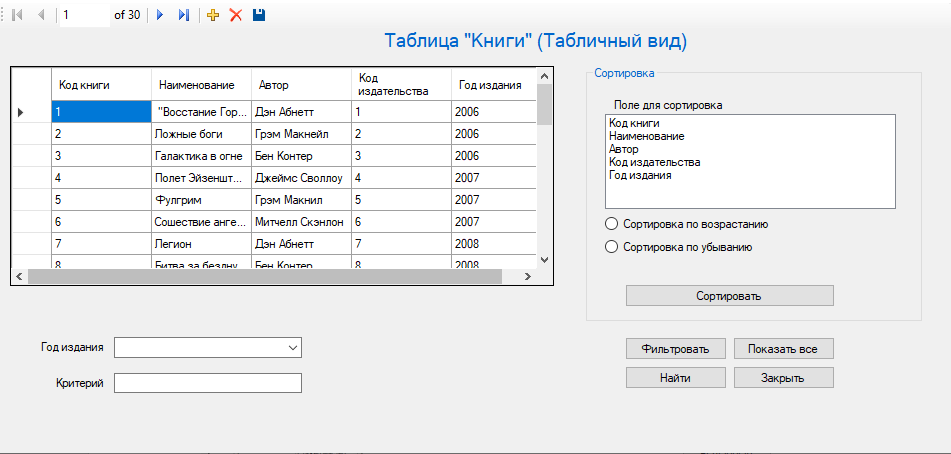 1 of 30
Таблица "Книги" (Табличный вид)
Код книги Наименование Автор Код издательства Год издания
1 "Восстание Гор... Дэн Абнетт 1 2006
2 Ложные боги Грэм Макнейл 2 2006
3 Галактика в огне Бен Контер 3 2006
4 Полет Эйзеншт... Джеймс Своллоу 4 2007
5 Фулгрим Грэм Макнил 5 2007
6 Сошествие анге... Митчелл Скэнлон 6 2007
7 Легион Дэн Абнетт 7 2008
8 Битва за бездну Бен Контер 8 2008
Сортировка
Поле для сортировка
Код книги
Наименование
Автор
Код издательства
Год издания
Сортировка по возрастанию
Сортировка по убыванию
Сортировать
Год издания
Критерий
Фильтровать Показать все
Найти Закрыть